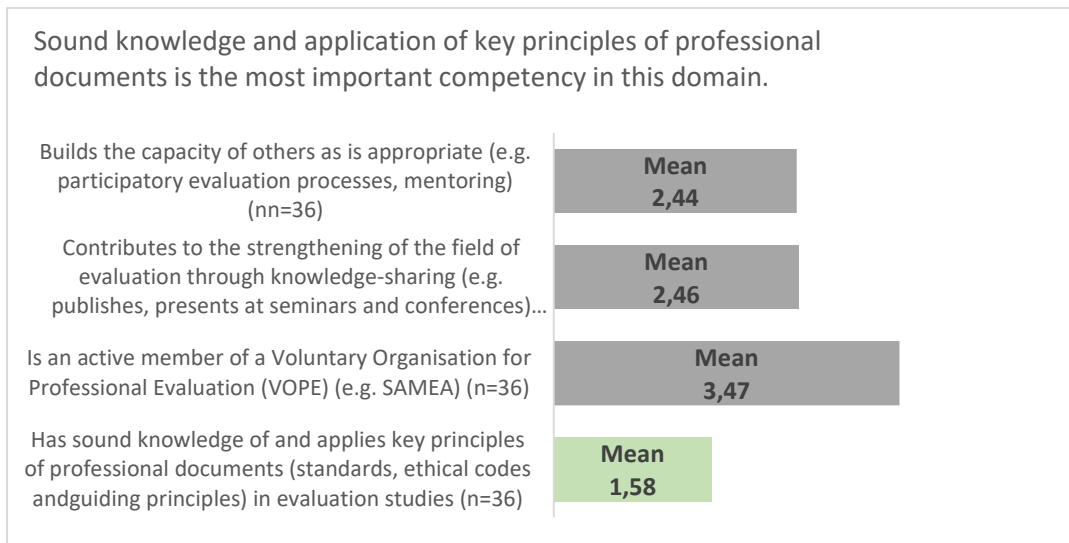 Sound knowledge and application of key principles of professional
documents is the most important competency in this domain.
Builds the capacity of others as is appropriate (e.g.
participatory evaluation processes, mentoring)
(nn=36)
Mean
2,44
Contributes to the strengthening of the field of
evaluation through knowledge-sharing (e.g.
publishes, presents at seminars and conferences)...
Mean
2,46
Is an active member of a Voluntary Organisation for
Professional Evaluation (VOPE) (e.g. SAMEA) (n=36)
Mean
3,47
Has sound knowledge of and applies key principles
of professional documents (standards, ethical codes
andguiding principles) in evaluation studies (n=36)
Mean
1,58